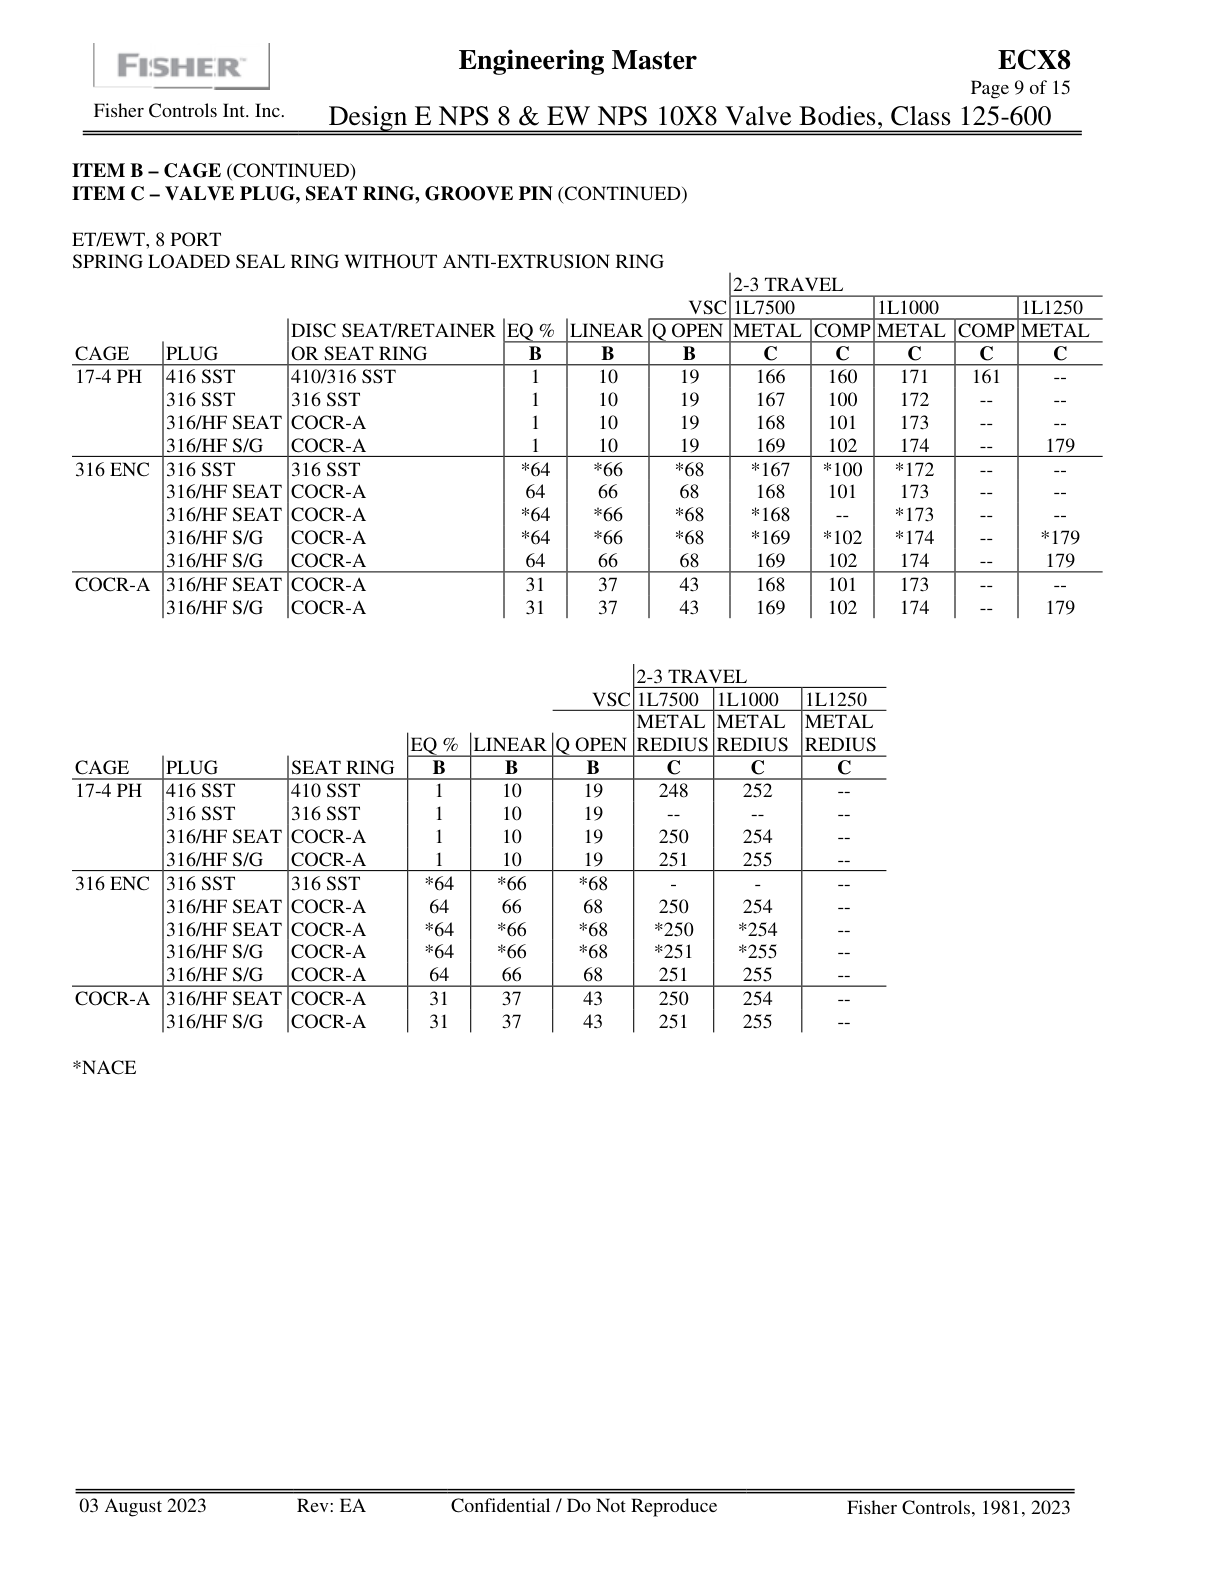 FISHER Engineering Master ECX8
Page 9 of 15
Fisher Controls Int. Inc. Design E NPS 8 & EW NPS 10X8 Valve Bodies, Class 125-600
ITEM B – CAGE (CONTINUED)
ITEM C – VALVE PLUG, SEAT RING, GROOVE PIN (CONTINUED)
ET/EWT, 8 PORT
SPRING LOADED SEAL RING WITHOUT ANTI-EXTRUSION RING
2-3 TRAVEL
VSC 1L7500 1L1000 1L1250
DISC SEAT/RETAINER EQ % LINEAR Q OPEN METAL COMP METAL COMP METAL
CAGE PLUG OR SEAT RING B B B C C C C C
17-4 PH 416 SST 410/316 SST 1 10 19 166 160 171 161 --
316 SST 316 SST 1 10 19 167 100 172 -- --
316/HF SEAT COCR-A 1 10 19 168 101 173 -- --
316/HF S/G COCR-A 1 10 19 169 102 174 -- 179
316 ENC 316 SST 316 SST *64 *66 *68 *167 *100 *172 -- --
316/HF SEAT COCR-A 64 66 68 168 101 173 -- --
316/HF SEAT COCR-A *64 *66 *68 *168 -- *173 -- --
316/HF S/G COCR-A *64 *66 *68 *169 *102 *174 -- *179
316/HF S/G COCR-A 64 66 68 169 102 174 -- 179
COCR-A 316/HF SEAT COCR-A 31 37 43 168 101 173 -- --
316/HF S/G COCR-A 31 37 43 169 102 174 -- 179
2-3 TRAVEL
VSC 1L7500 1L1000 1L1250
METAL METAL METAL
EQ % LINEAR Q OPEN REDIUS REDIUS REDIUS
CAGE PLUG SEAT RING B B B C C C
17-4 PH 416 SST 410 SST 1 10 19 248 252 --
316 SST 316 SST 1 10 19 -- -- --
316/HF SEAT COCR-A 1 10 19 250 254 --
316/HF S/G COCR-A 1 10 19 251 255 --
316 ENC 316 SST 316 SST *64 *66 *68 - - --
316/HF SEAT COCR-A 64 66 68 250 254 --
316/HF SEAT COCR-A *64 *66 *68 *250 *254 --
316/HF S/G COCR-A *64 *66 *68 *251 *255 --
316/HF S/G COCR-A 64 66 68 251 255 --
COCR-A 316/HF SEAT COCR-A 31 37 43 250 254 --
316/HF S/G COCR-A 31 37 43 251 255 --
*NACE
03 August 2023 Rev: EA Confidential / Do Not Reproduce Fisher Controls, 1981, 2023